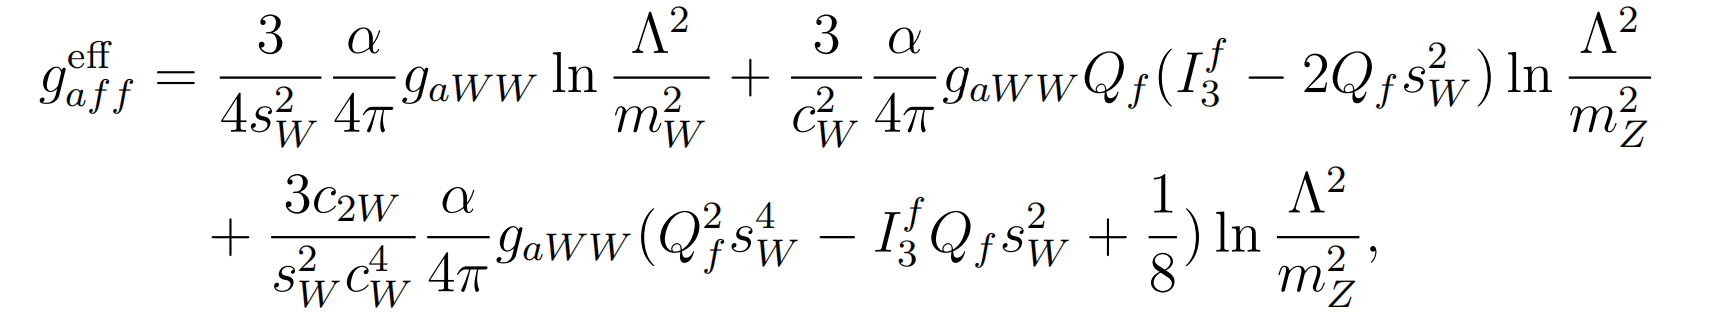 g_{aff}^{\text{eff}} = \frac{3}{4s_W^2} \frac{\alpha}{4\pi} g_{aWW} \ln \frac{\Lambda^2}{m_W^2} + \frac{3}{c_W^2} \frac{\alpha}{4\pi} g_{aWW} Q_f (I_3^f - 2Q_f s_W^2) \ln \frac{\Lambda^2}{m_Z^2}
+ \frac{3c_{2W}}{s_W^2 c_W^4} \frac{\alpha}{4\pi} g_{aWW} (Q_f^2 s_W^4 - I_3^f Q_f s_W^2 + \frac{1}{8}) \ln \frac{\Lambda^2}{m_Z^2},